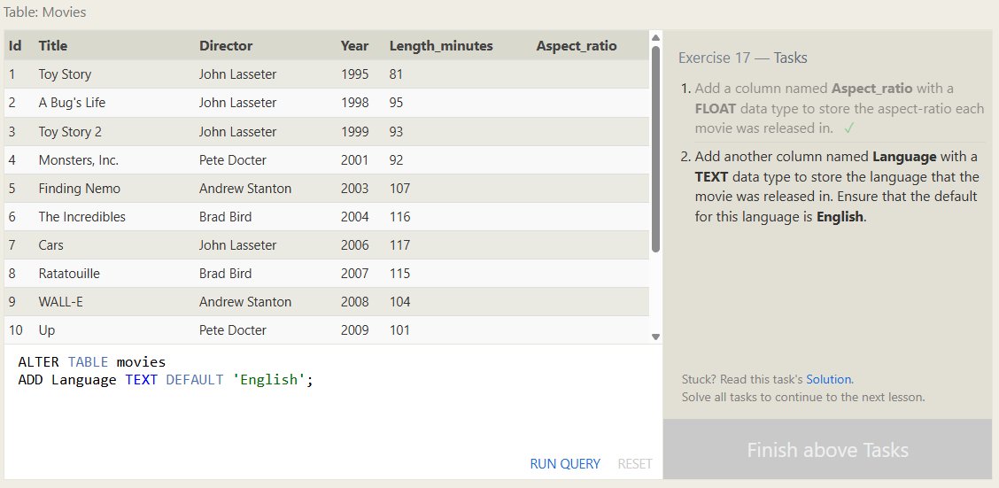 Table: Movies
Id Title Director Year Length_minutes Aspect_ratio
1 Toy Story John Lasseter 1995 81
2 A Bug's Life John Lasseter 1998 95
3 Toy Story 2 John Lasseter 1999 93
4 Monsters, Inc. Pete Docter 2001 92
5 Finding Nemo Andrew Stanton 2003 107
6 The Incredibles Brad Bird 2004 116
7 Cars John Lasseter 2006 117
8 Ratatouille Brad Bird 2007 115
9 WALL-E Andrew Stanton 2008 104
10 Up Pete Docter 2009 101
ALTER TABLE movies
ADD Language TEXT DEFAULT 'English';
RUN QUERY RESET
Exercise 17 — Tasks
1. Add a column named Aspect_ratio with a
FLOAT data type to store the aspect-ratio each
movie was released in. ✓
2. Add another column named Language with a
TEXT data type to store the language that the
movie was released in. Ensure that the default
for this language is English.
Stuck? Read this task's Solution.
Solve all tasks to continue to the next lesson.
Finish above Tasks